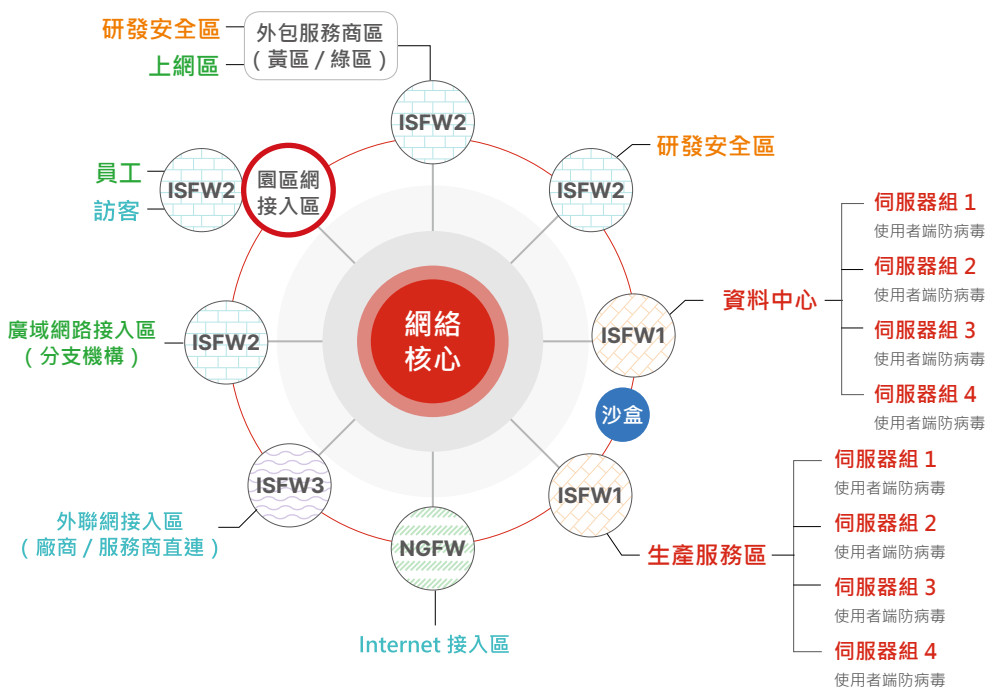 研發安全區
上網區
外包服務商區
（黃區 / 綠區）
ISFW2
ISFW2
研發安全區
員工
訪客
ISFW2
園區網
接入區
廣域網路接入區
（分支機構）
ISFW2
網絡
核心
ISFW1
資料中心
伺服器組 1
使用者端防病毒
伺服器組 2
使用者端防病毒
伺服器組 3
使用者端防病毒
伺服器組 4
使用者端防病毒
沙盒
ISFW3
外聯網接入區
（廠商 / 服務商直連）
NGFW
Internet 接入區
ISFW1
生產服務區
伺服器組 1
使用者端防病毒
伺服器組 2
使用者端防病毒
伺服器組 3
使用者端防病毒
伺服器組 4
使用者端防病毒